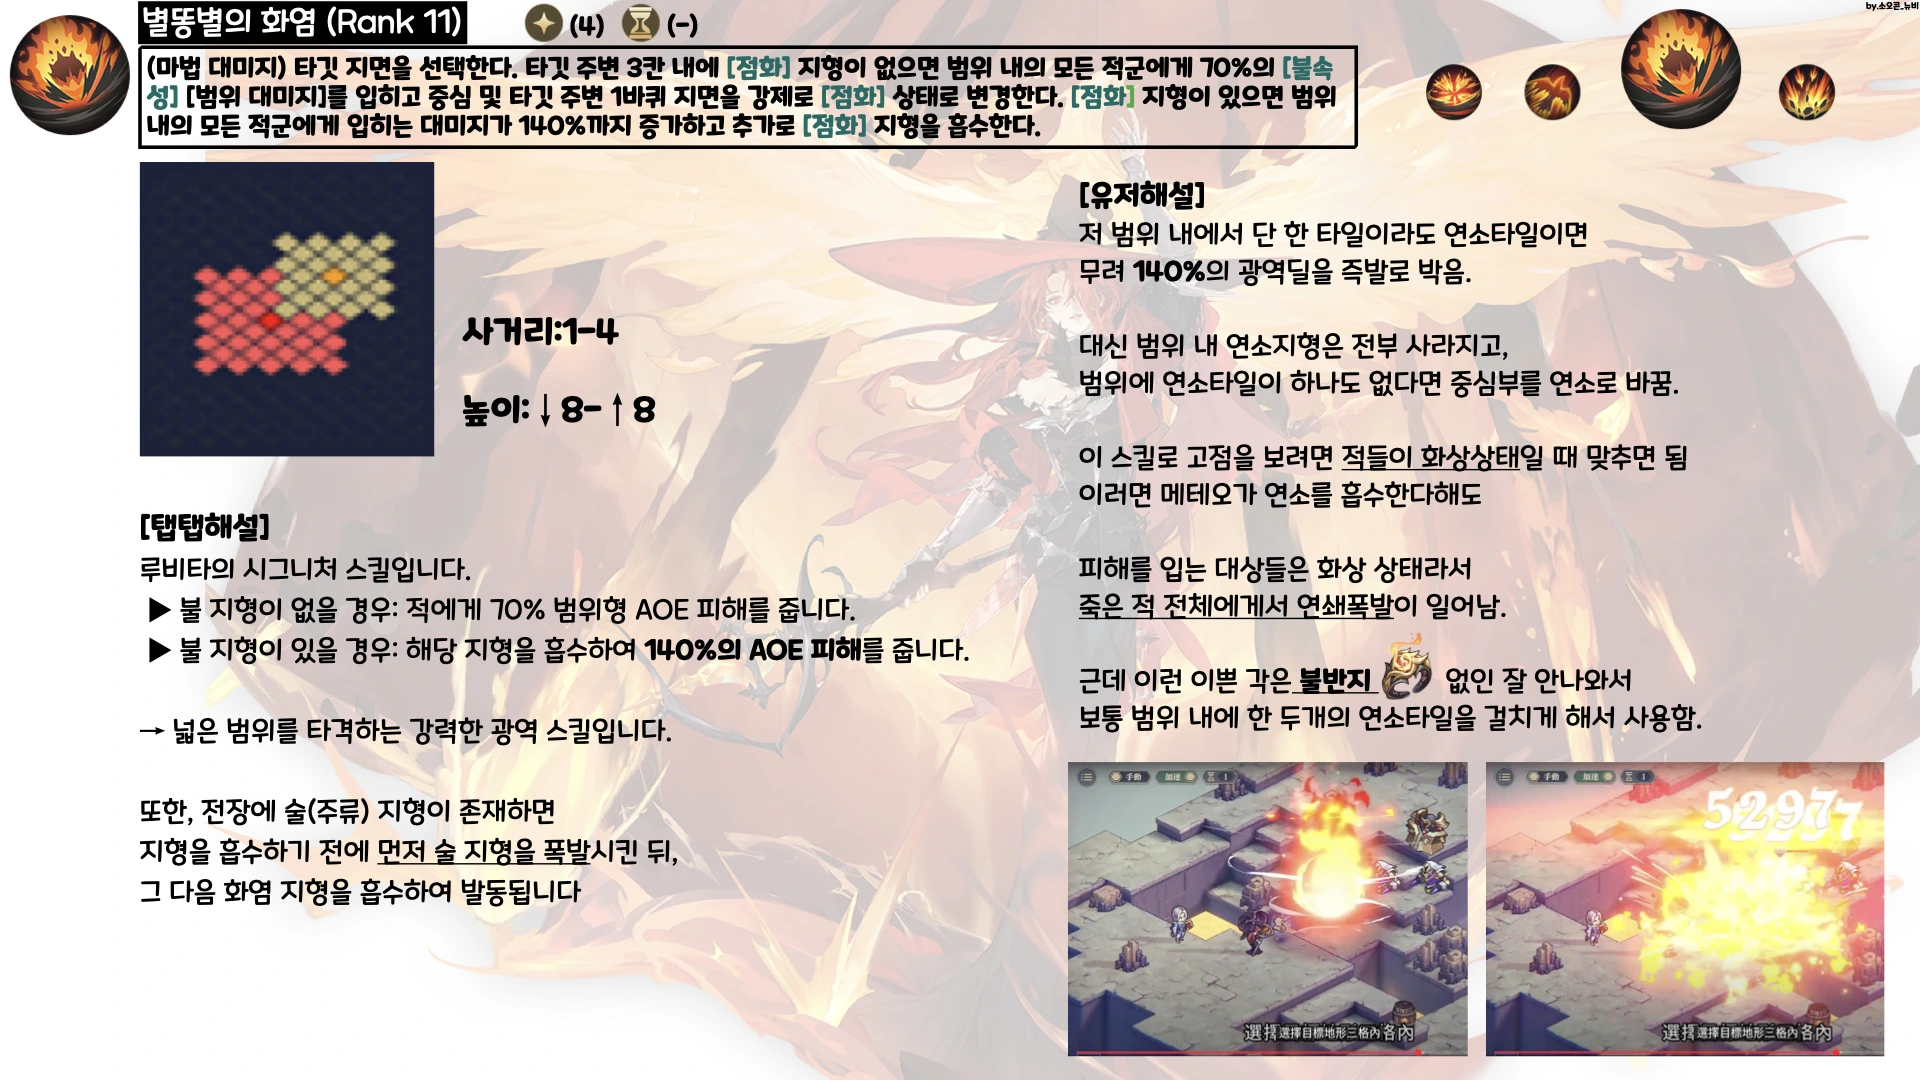 by.소오콘_뉴비
별똥별의 화염 (Rank 11) (4) (-)
(마법 대미지) 타깃 지면을 선택한다. 타깃 주변 3칸 내에 [점화] 지형이 없으면 범위 내의 모든 적군에게 70%의 [불속
성] [범위 대미지]를 입히고 중심 및 타깃 주변 1바퀴 지면을 강제로 [점화] 상태로 변경한다. [점화] 지형이 있으면 범위
내의 모든 적군에게 입히는 대미지가 140%까지 증가하고 추가로 [점화] 지형을 흡수한다.
사거리:1-4
높이:↓8-↑8
[탭탭해설]
루비타의 시그니처 스킬입니다.
▶ 불 지형이 없을 경우: 적에게 70% 범위형 AOE 피해를 줍니다.
▶ 불 지형이 있을 경우: 해당 지형을 흡수하여 140%의 AOE 피해를 줍니다.
→ 넓은 범위를 타격하는 강력한 광역 스킬입니다.
또한, 전장에 술(주류) 지형이 존재하면
지형을 흡수하기 전에 먼저 술 지형을 폭발시킨 뒤,
그 다음 화염 지형을 흡수하여 발동됩니다
[유저해설]
저 범위 내에서 단 한 타일이라도 연소타일이면
무려 140%의 광역딜을 즉발로 박음.
대신 범위 내 연소지형은 전부 사라지고,
범위에 연소타일이 하나도 없다면 중심부를 연소로 바꿈.
이 스킬로 고점을 보려면 적들이 화상상태일 때 맞추면 됨
이러면 메테오가 연소를 흡수한다해도
피해를 입는 대상들은 화상 상태라서
죽은 적 전체에게서 연쇄폭발이 일어남.
근데 이런 이쁜 각은 불반지 없인 잘 안나와서
보통 범위 내에 한 두개의 연소타일을 걸치게 해서 사용함.
手動 加速 1
選擇目標地形三格內
手動 加速 1
52977
選擇目標地形三格內